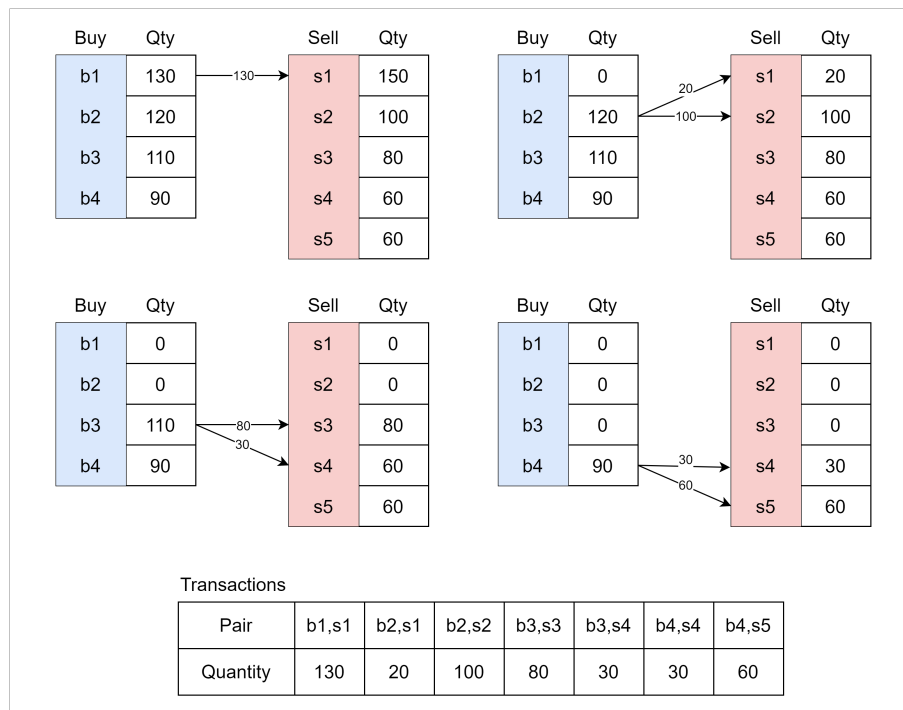 Buy Qty Sell Qty
b1 130 130 s1 150
b2 120 s2 100
b3 110 s3 80
b4 90 s4 60
s5 60
Buy Qty Sell Qty
b1 0 20 s1 20
b2 120 100 s2 100
b3 110 s3 80
b4 90 s4 60
s5 60
Buy Qty Sell Qty
b1 0 s1 0
b2 0 s2 0
b3 110 80 s3 80
b4 90 30 s4 60
s5 60
Buy Qty Sell Qty
b1 0 s1 0
b2 0 s2 0
b3 0 s3 0
b4 90 30 s4 30
60 s5 60
Transactions
Pair b1,s1 b2,s1 b2,s2 b3,s3 b3,s4 b4,s4 b4,s5
Quantity 130 20 100 80 30 30 60